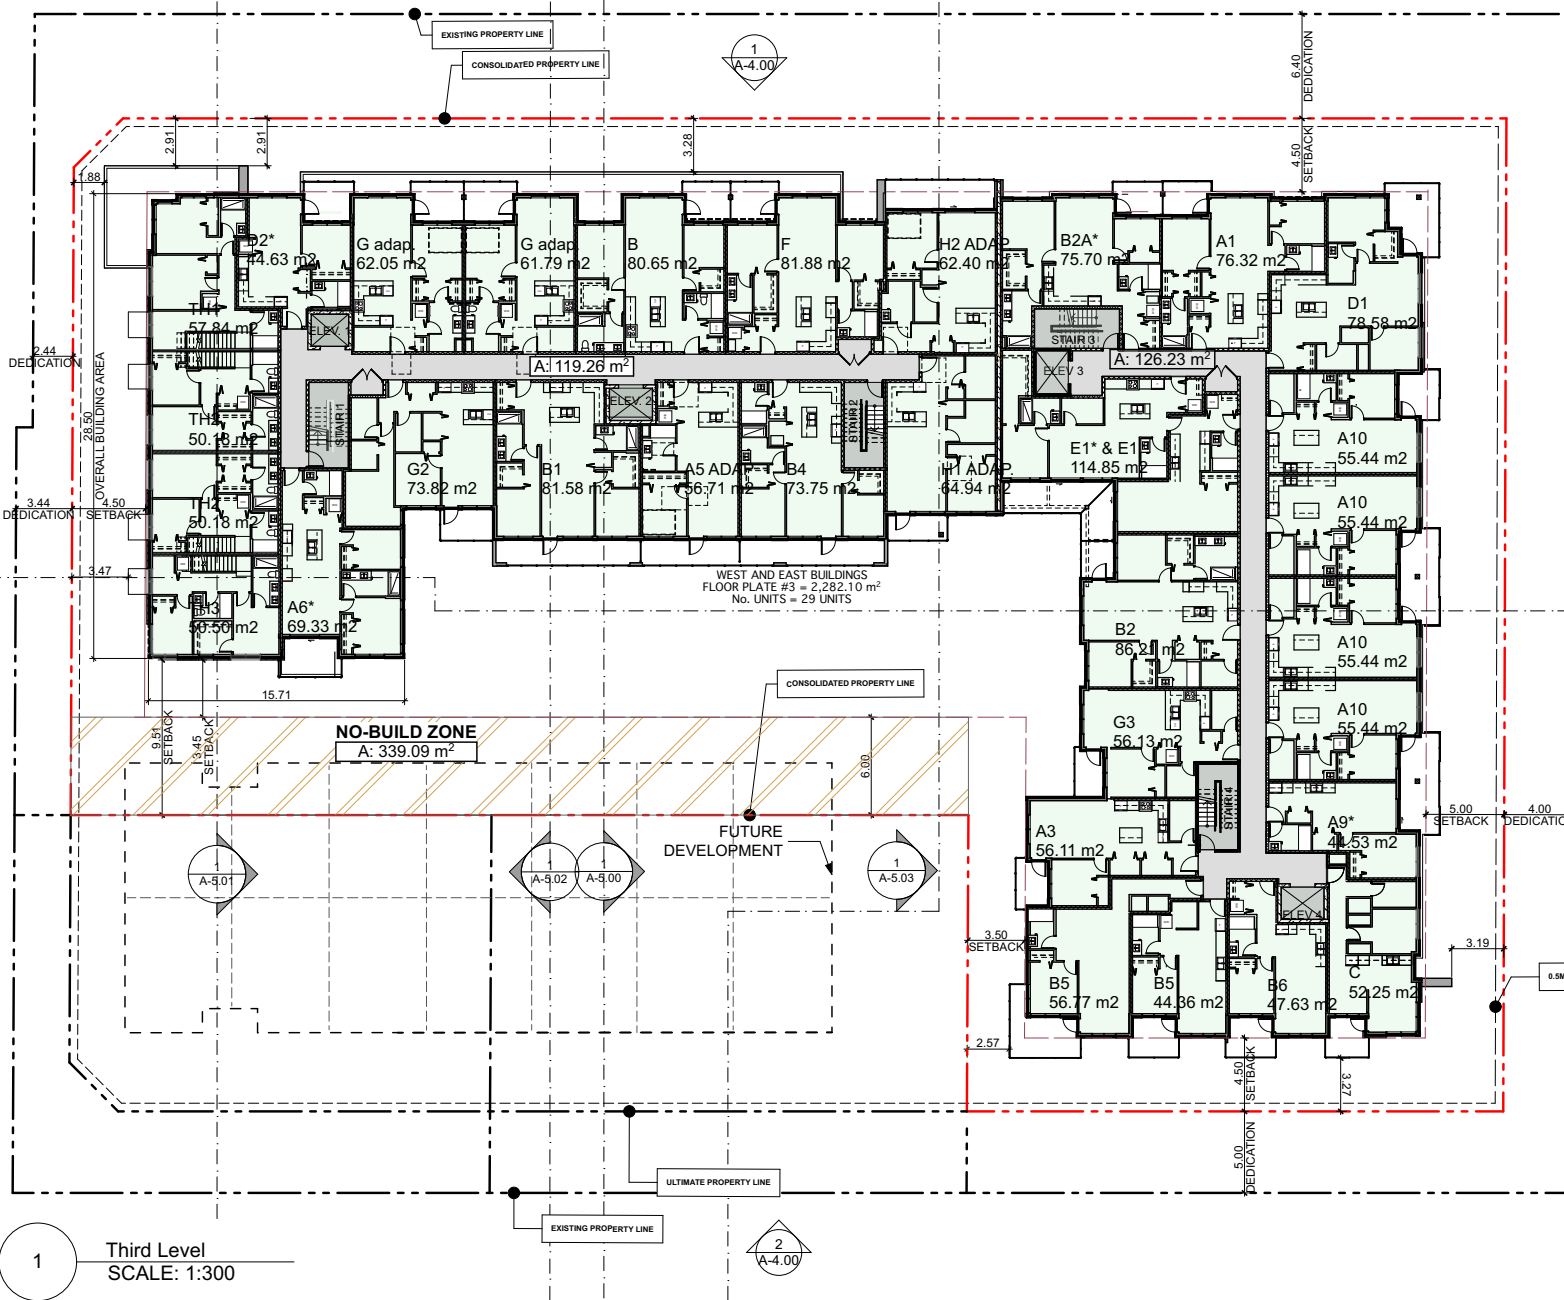 EXISTING PROPERTY LINE
CONSOLIDATED PROPERTY LINE
1
A-4.00
6.40
DEDICATION
4.50
SETBACK
2.91
2.91
3.28
1.88
D2*
44.63 m2
G adap.
62.05 m2
G adap.
61.79 m2
B
80.65 m2
F
81.88 m2
H2 ADAP.
62.40 m2
B2A*
75.70 m2
A1
76.32 m2
D1
78.58 m2
TH1
57.84 m2
ELEV. 1
STAIR 3
A: 119.26 m²
A: 126.23 m²
ELEV 3
2.44
DEDICATION
28.50
OVERALL BUILDING AREA
STAIR 1
ELEV. 2
STAIR 2
TH2
50.18 m2
G2
73.82 m2
B1
81.58 m2
A5 ADAP.
56.71 m2
B4
73.75 m2
H1 ADAP.
64.94 m2
E1* & E1
114.85 m2
A10
55.44 m2
3.44
DEDICATION
4.50
SETBACK
50.18 m2
A10
55.44 m2
3.47
WEST AND EAST BUILDINGS
FLOOR PLATE #3 = 2,282.10 m²
No. UNITS = 29 UNITS
TH3
50.50 m2
A6*
69.33 m2
B2
86.21 m2
A10
55.44 m2
15.71
CONSOLIDATED PROPERTY LINE
9.51
SETBACK
3.45
SETBACK
NO-BUILD ZONE
A: 339.09 m²
6.00
G3
56.13 m2
A10
55.44 m2
STAIR 4
FUTURE
DEVELOPMENT
A3
56.11 m2
A9*
44.53 m2
5.00
SETBACK
4.00
1
A-5.01
1
A-5.02
1
A-5.00
1
A-5.03
ELEV 4
3.50
SETBACK
3.19
B5
56.77 m2
B5
44.36 m2
B6
47.63 m2
C
52.25 m2
2.57
4.50
SETBACK
3.27
5.00
DEDICATION
ULTIMATE PROPERTY LINE
EXISTING PROPERTY LINE
2
A-4.00
1
Third Level
SCALE: 1:300